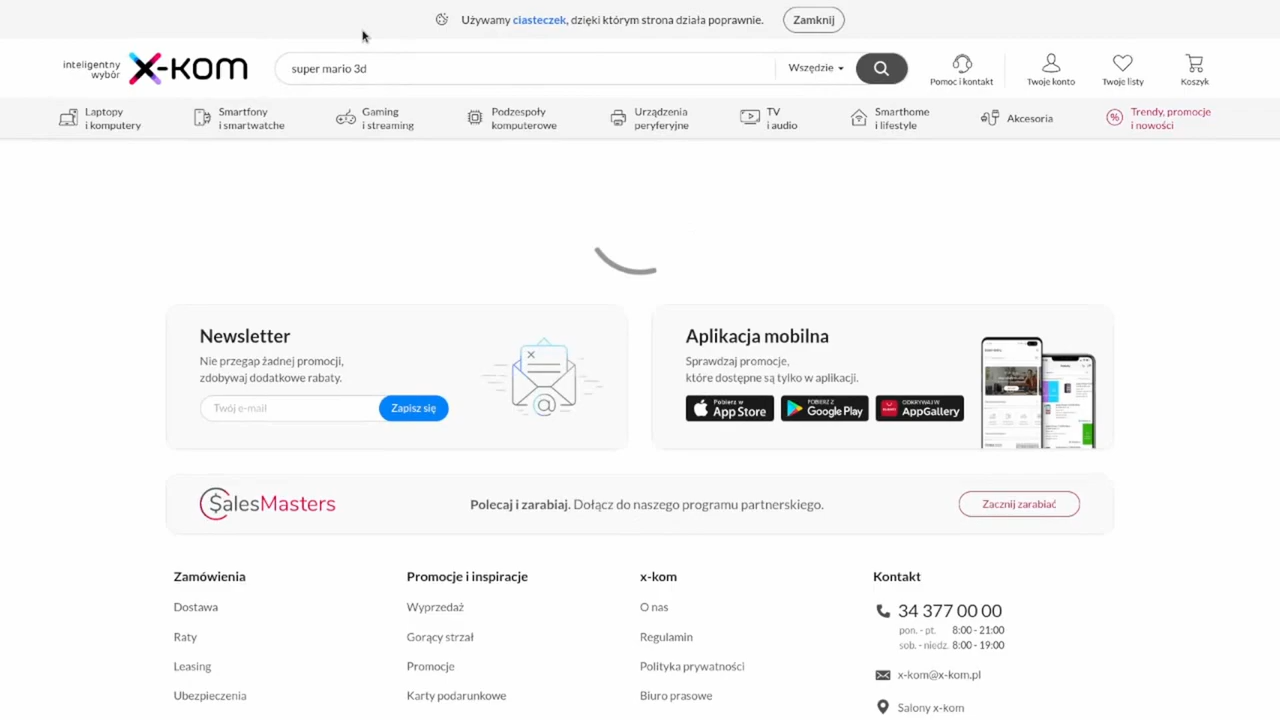 Używamy ciasteczek, dzięki którym strona działa poprawnie.
Zamknij
inteligentny
wybór
x-kom
super mario 3d
Wszędzie
Pomoc i kontakt
Twoje konto
Twoje listy
Koszyk
Laptopy
i komputery
Smartfony
i smartwatche
Gaming
i streaming
Podzespoły
komputerowe
Urządzenia
peryferyjne
TV
i audio
Smarthome
i lifestyle
Akcesoria
Trendy, promocje
i nowości
Newsletter
Nie przegap żadnej promocji,
zdobywaj dodatkowe rabaty.
Twój e-mail
Zapisz się
Aplikacja mobilna
Sprawdzaj promocje,
które dostępne są tylko w aplikacji.
Pobierz w
App Store
POBIERZ Z
Google Play
ODKRYWAJ W
AppGallery
SalesMasters
Polecaj i zarabiaj. Dołącz do naszego programu partnerskiego.
Zacznij zarabiać
Zamówienia
Dostawa
Raty
Leasing
Ubezpieczenia
Promocje i inspiracje
Wyprzedaż
Gorący strzał
Promocje
Karty podarunkowe
x-kom
O nas
Regulamin
Polityka prywatności
Biuro prasowe
Kontakt
34 377 00 00
pon. - pt. 8:00 - 21:00
sob. - niedz. 8:00 - 19:00
x-kom@x-kom.pl
Salony x-kom